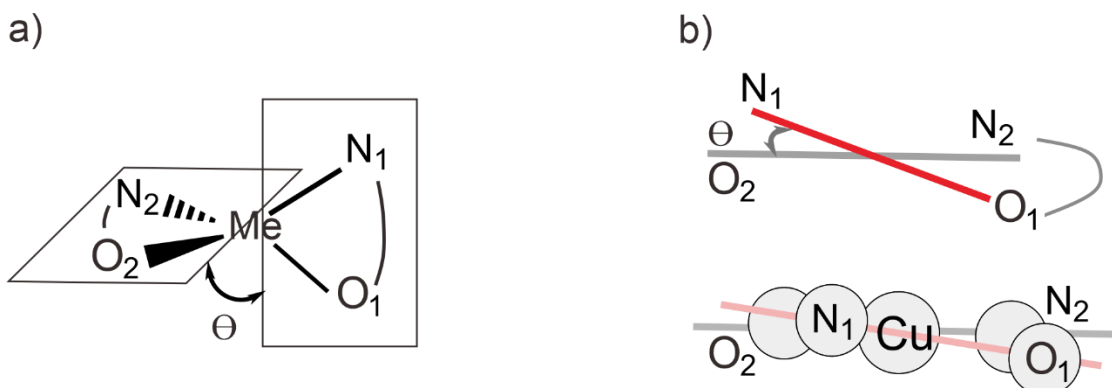 a)
N₁
N₂
Me
O₂
O₁
Θ
b)
N₁
Θ
N₂
O₂
O₁
N₂
N₁
Cu
O₂
O₁